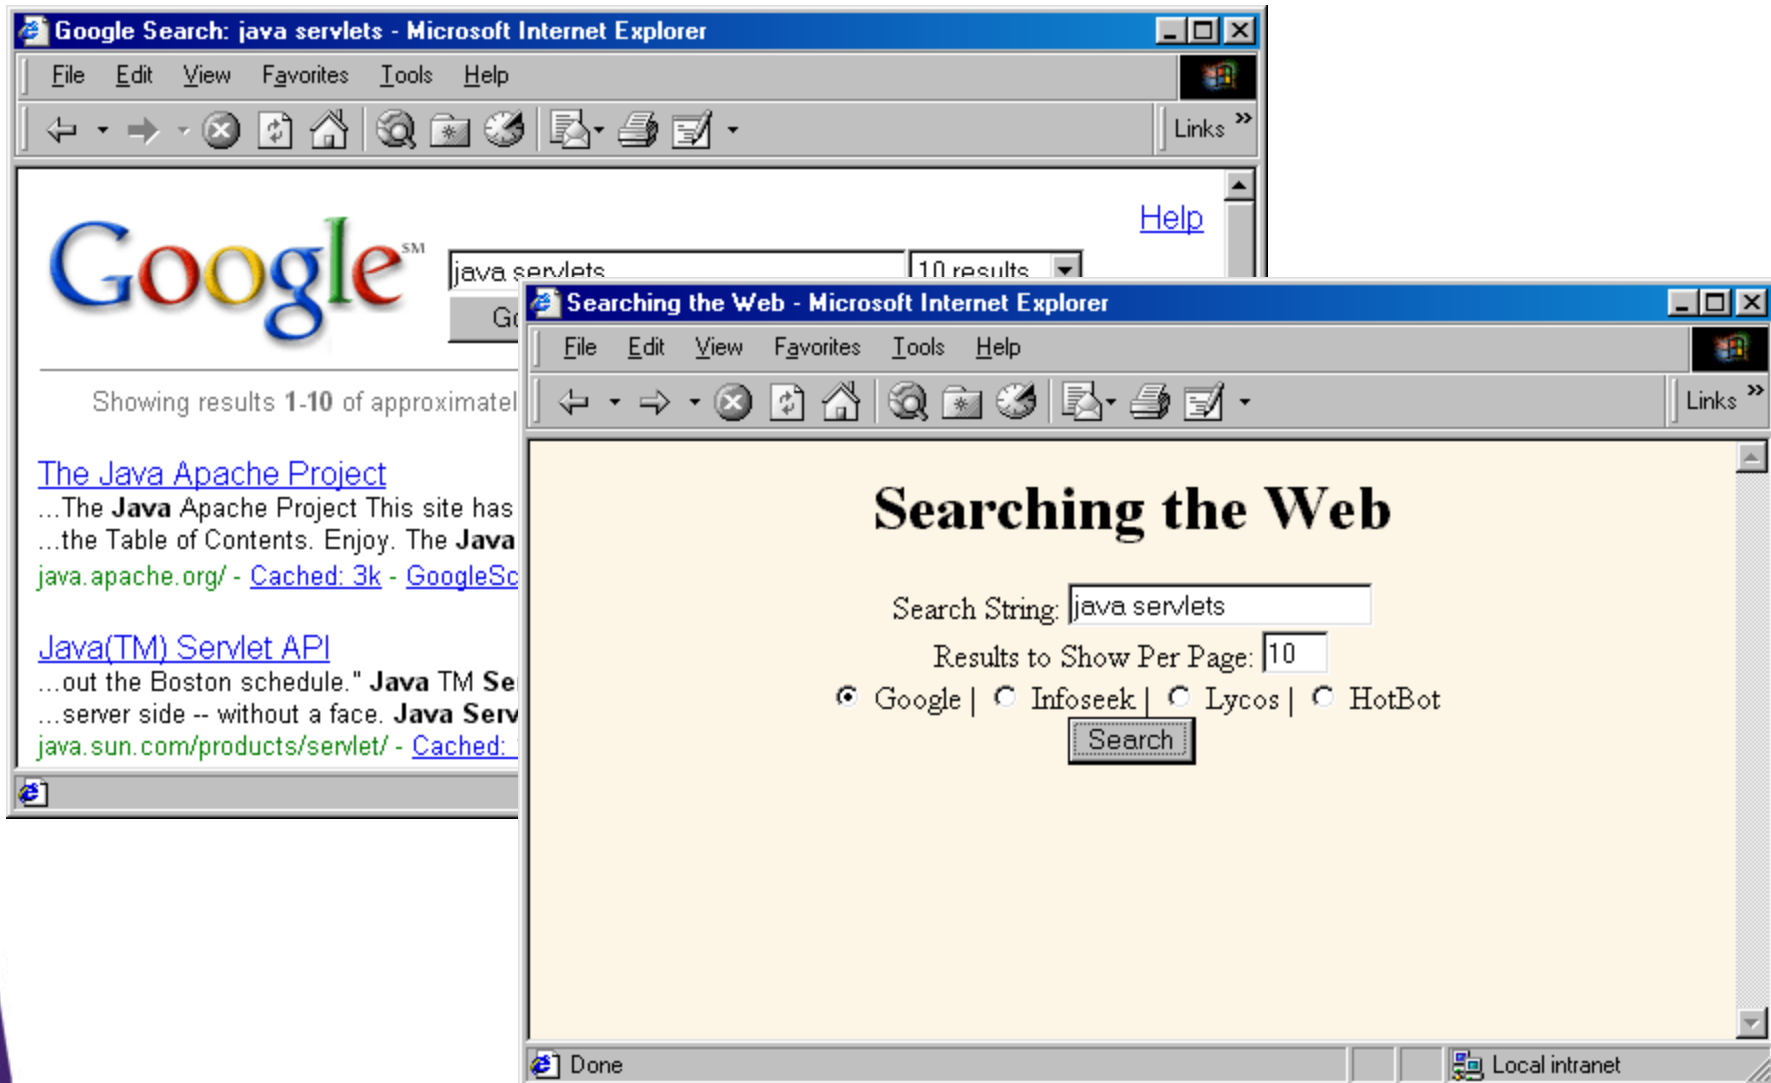 Google Search: java servlets - Microsoft Internet Explorer
File Edit View Favorites Tools Help
Links »
Help
Google SM
java servlets 10 results
Showing results 1-10 of
The Java Apache Project
...The Java Apache Project This site has
...the Table of Contents. Enjoy. The Java
java.apache.org/ - Cached: 3k -
Java(TM) Servlet API
...out the Boston schedule." Java TM
...server side -- without a face. Java
java.sun.com/products/servlet/ - Cached:
Searching the Web - Microsoft Internet Explorer
File Edit View Favorites Tools Help
Links »
Searching the Web
Search String: java servlets
Results to Show Per Page: 10
Google | Infoseek | Lycos | HotBot
Search
Done
Local intranet